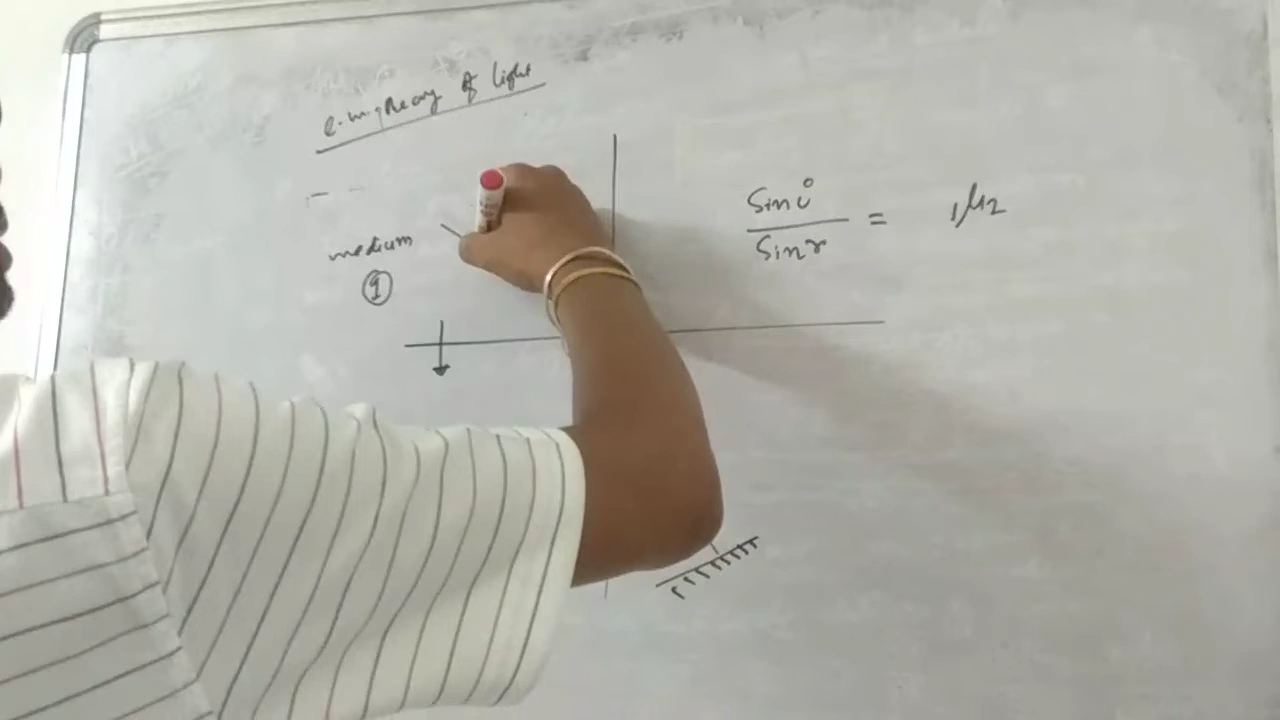 e.m. theory of light
medium
①
sin i
sin r
=
₁μ₂